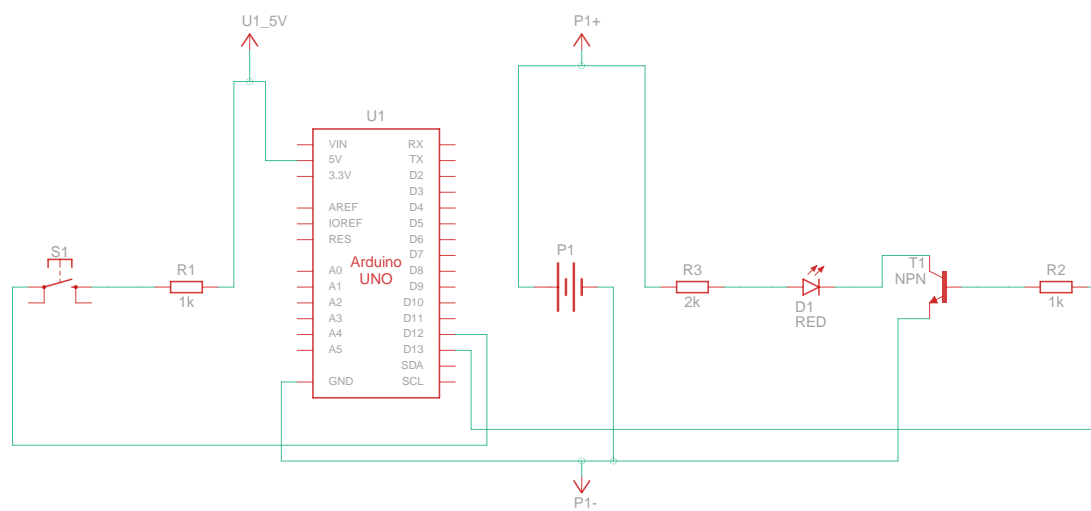 U1_5V
P1+
U1
VIN
RX
5V
TX
3.3V
D2
D3
AREF
D4
IOREF
D5
RES
D6
D7
Arduino
UNO
A0
D8
A1
D9
A2
D10
A3
D11
A4
D12
A5
D13
SDA
GND
SCL
S1
R1
1k
P1
R3
2k
D1
RED
T1
NPN
R2
1k
P1-